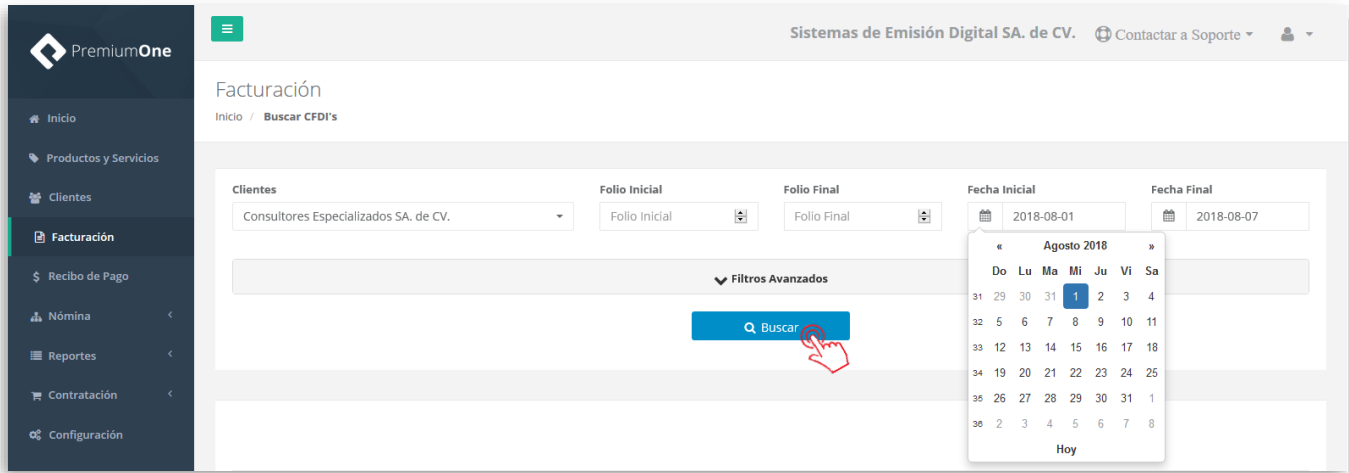 PremiumOne
Inicio
Productos y Servicios
Clientes
Facturación
Recibo de Pago
Nómina
Reportes
Contratación
Configuración
Sistemas de Emisión Digital SA. de CV.
Contactar a Soporte
Facturación
Inicio / Buscar CFDI's
Clientes Folio Inicial Folio Final Fecha Inicial Fecha Final
Consultores Especializados SA. de CV. Folio Inicial Folio Final 2018-08-01 2018-08-07
Filtros Avanzados
Buscar
« Agosto 2018 »
Do Lu Ma Mi Ju Vi Sa
31 29 30 31 1 2 3 4
32 5 6 7 8 9 10 11
33 12 13 14 15 16 17 18
34 19 20 21 22 23 24 25
35 26 27 28 29 30 31 1
36 2 3 4 5 6 7 8
Hoy